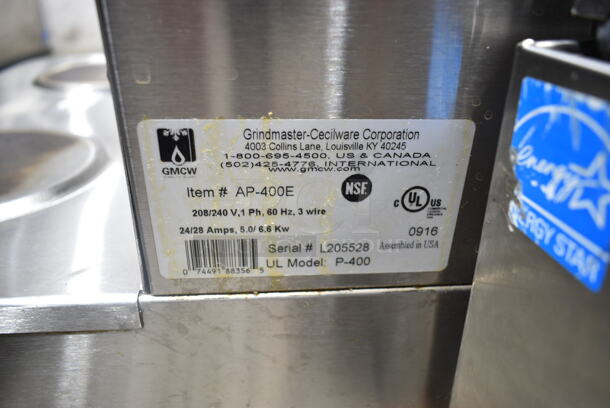 Grindmaster-Cecilware Corporation
4003 Collins Lane, Louisville KY 40245
1-800-695-4500, US & CANADA
(502)425-4776, INTERNATIONAL
www.gmcw.com
GMCW
Item # AP-400E
NSF
C UL US
208/240 V,1 Ph, 60 Hz, 3 wire
24/28 Amps, 5.0/ 6.6 Kw
0916
Serial # L205528 Assembled in USA
UL Model: P-400
0 74491 88356 5
energy
ENERGY STAR